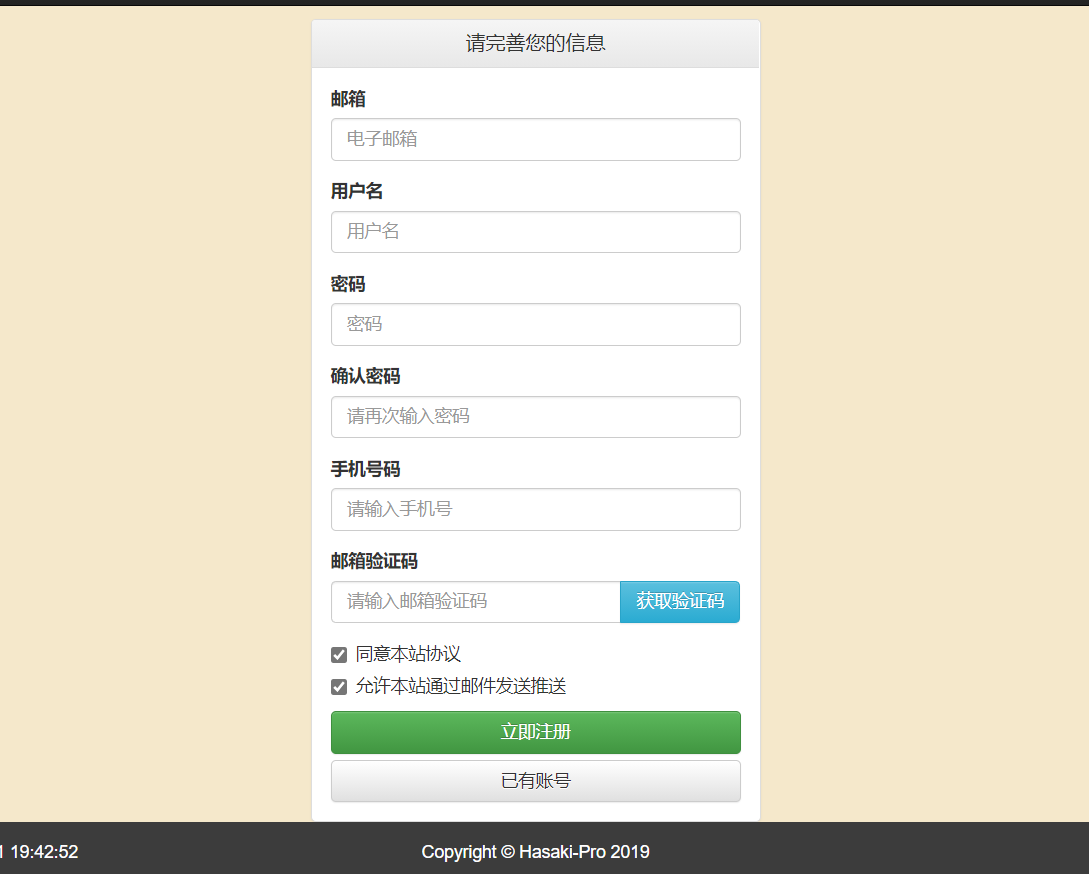 请完善您的信息
邮箱
电子邮箱
用户名
用户名
密码
密码
确认密码
请再次输入密码
手机号码
请输入手机号
邮箱验证码
请输入邮箱验证码 获取验证码
同意本站协议
允许本站通过邮件发送推送
立即注册
已有账号
1 19:42:52 Copyright © Hasaki-Pro 2019